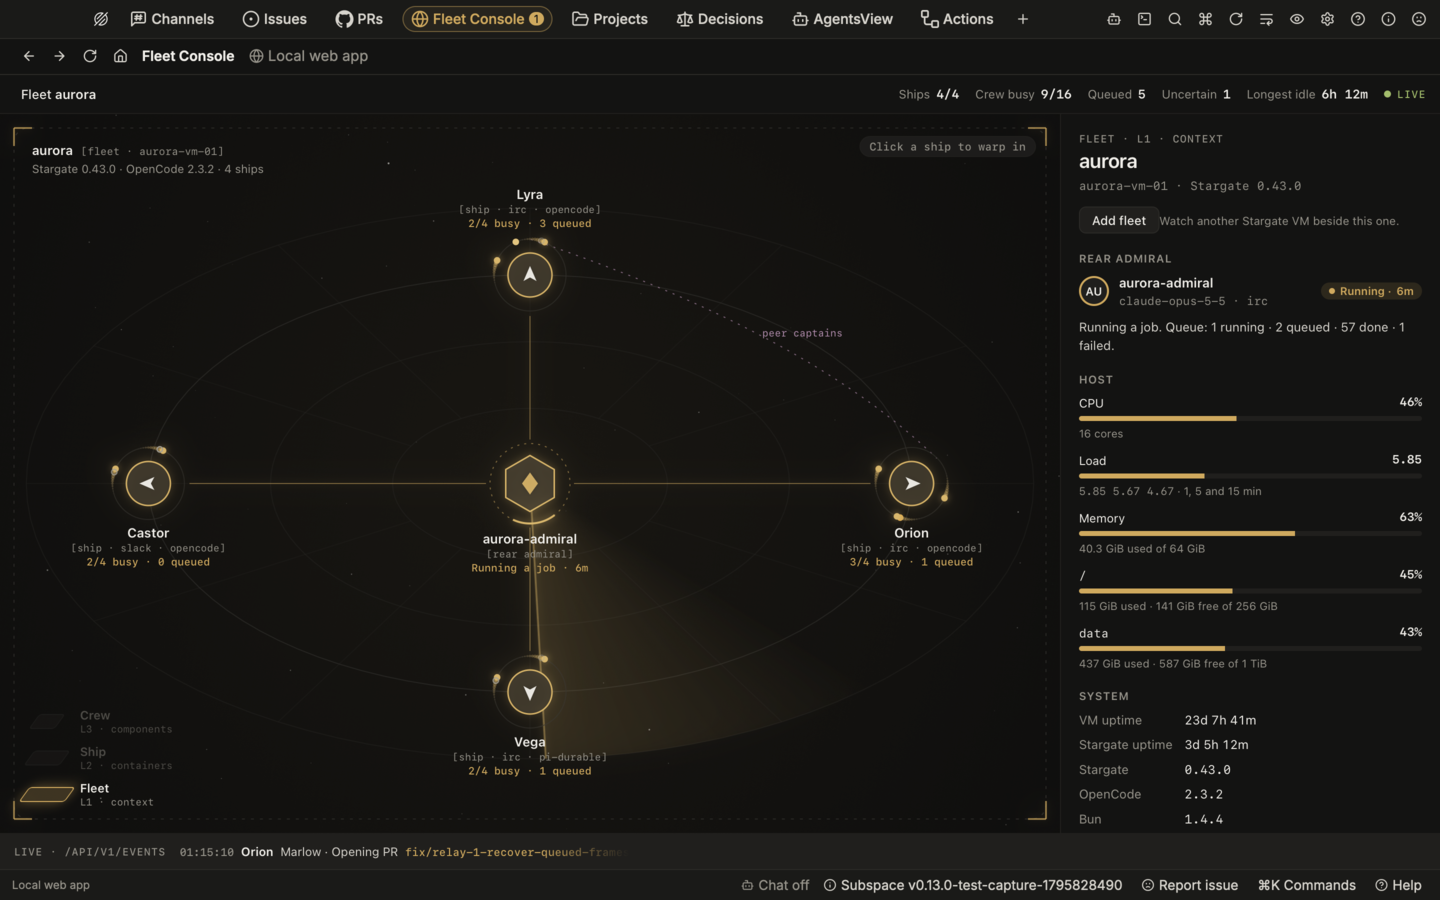 Channels Issues PRs Fleet Console 1 Projects Decisions AgentsView Actions
Fleet Console Local web app
Fleet aurora
Ships 4/4 Crew busy 9/16 Queued 5 Uncertain 1 Longest idle 6h 12m LIVE
aurora [fleet · aurora-vm-01]
Stargate 0.43.0 · OpenCode 2.3.2 · 4 ships
Click a ship to warp in
Lyra
[ship · irc · opencode]
2/4 busy · 3 queued
peer captains
Castor
[ship · slack · opencode]
2/4 busy · 0 queued
aurora-admiral
[rear admiral]
Running a job · 6m
Orion
[ship · irc · opencode]
3/4 busy · 1 queued
Vega
[ship · irc · pi-durable]
2/4 busy · 1 queued
Crew
L3 · components
Ship
L2 · containers
Fleet
L1 · context
FLEET · L1 · CONTEXT
aurora
aurora-vm-01 · Stargate 0.43.0
Add fleet Watch another Stargate VM beside this one.
REAR ADMIRAL
AU
aurora-admiral
claude-opus-5-5 · irc
Running · 6m
Running a job. Queue: 1 running · 2 queued · 57 done · 1
failed.
HOST
CPU 46%
16 cores
Load 5.85
5.85 5.67 4.67 · 1, 5 and 15 min
Memory 63%
40.3 GiB used of 64 GiB
/ 45%
115 GiB used · 141 GiB free of 256 GiB
data 43%
437 GiB used · 587 GiB free of 1 TiB
SYSTEM
VM uptime 23d 7h 41m
Stargate uptime 3d 5h 12m
Stargate 0.43.0
OpenCode 2.3.2
Bun 1.4.4
LIVE · /API/V1/EVENTS 01:15:10 Orion Marlow · Opening PR fix/relay-1-recover-queued-frame
Local web app
Chat off Subspace v0.13.0-test-capture-1795828490 Report issue ⌘K Commands Help